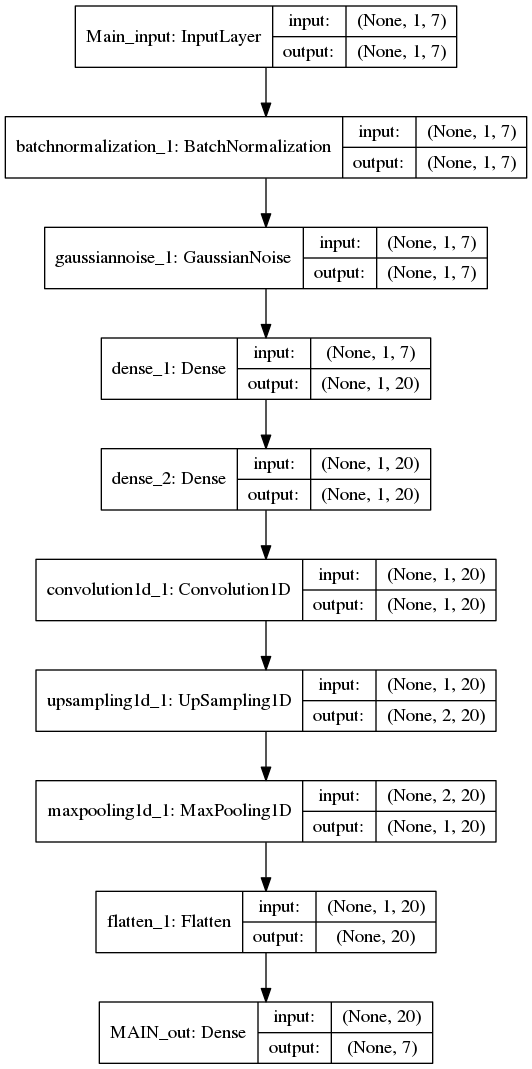 Main_input: InputLayer
input: (None, 1, 7)
output: (None, 1, 7)
batchnormalization_1: BatchNormalization
input: (None, 1, 7)
output: (None, 1, 7)
gaussiannoise_1: GaussianNoise
input: (None, 1, 7)
output: (None, 1, 7)
dense_1: Dense
input: (None, 1, 7)
output: (None, 1, 20)
dense_2: Dense
input: (None, 1, 20)
output: (None, 1, 20)
convolution1d_1: Convolution1D
input: (None, 1, 20)
output: (None, 1, 20)
upsampling1d_1: UpSampling1D
input: (None, 1, 20)
output: (None, 2, 20)
maxpooling1d_1: MaxPooling1D
input: (None, 2, 20)
output: (None, 1, 20)
flatten_1: Flatten
input: (None, 1, 20)
output: (None, 20)
MAIN_out: Dense
input: (None, 20)
output: (None, 7)